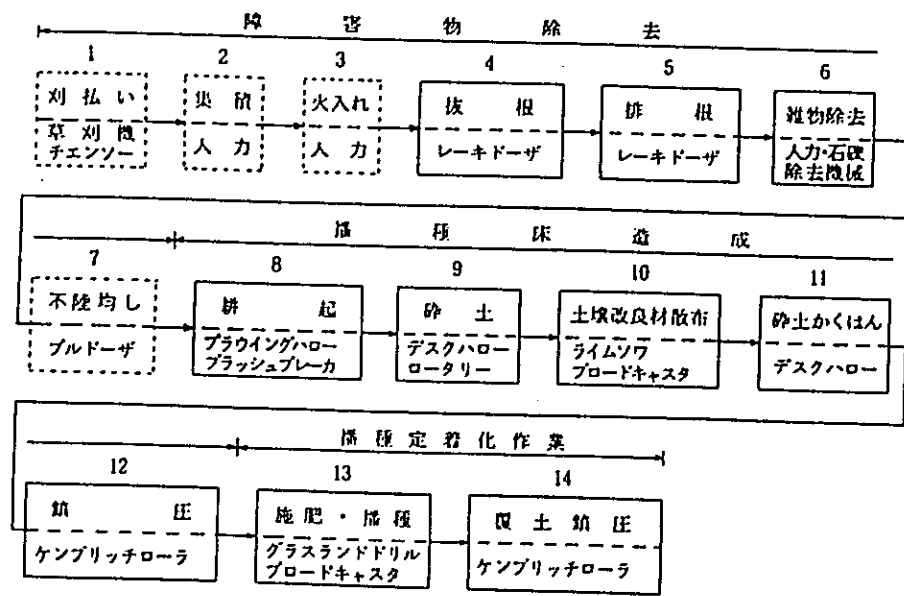 障害物除去
1
刈払い
草刈機
チェンソー
2
集積
人力
3
火入れ
人力
4
抜根
レーキドーザ
5
排根
レーキドーザ
6
雑物除去
人力・石礫
除去機械
播種床造成
7
不陸均し
ブルドーザ
8
耕起
プラウイングハロー
ブラッシュブレーカ
9
砕土
デスクハロー
ロータリー
10
土壌改良材散布
ライムソワ
ブロードキャスタ
11
砕土かくはん
デスクハロー
播種定着化作業
12
鎮圧
ケンブリッチローラ
13
施肥・播種
グラスランドドリル
ブロードキャスタ
14
覆土鎮圧
ケンブリッチローラ